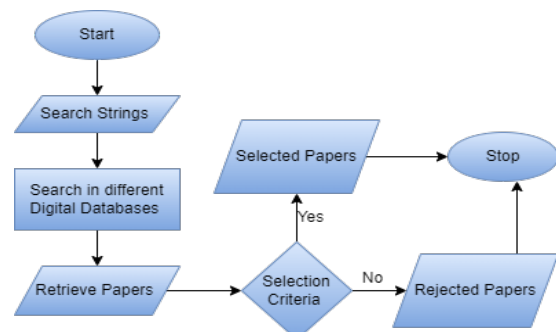 Start
Search Strings
Search in different
Digital Databases
Retrieve Papers
Selection
Criteria
Yes
Selected Papers
No
Rejected Papers
Stop